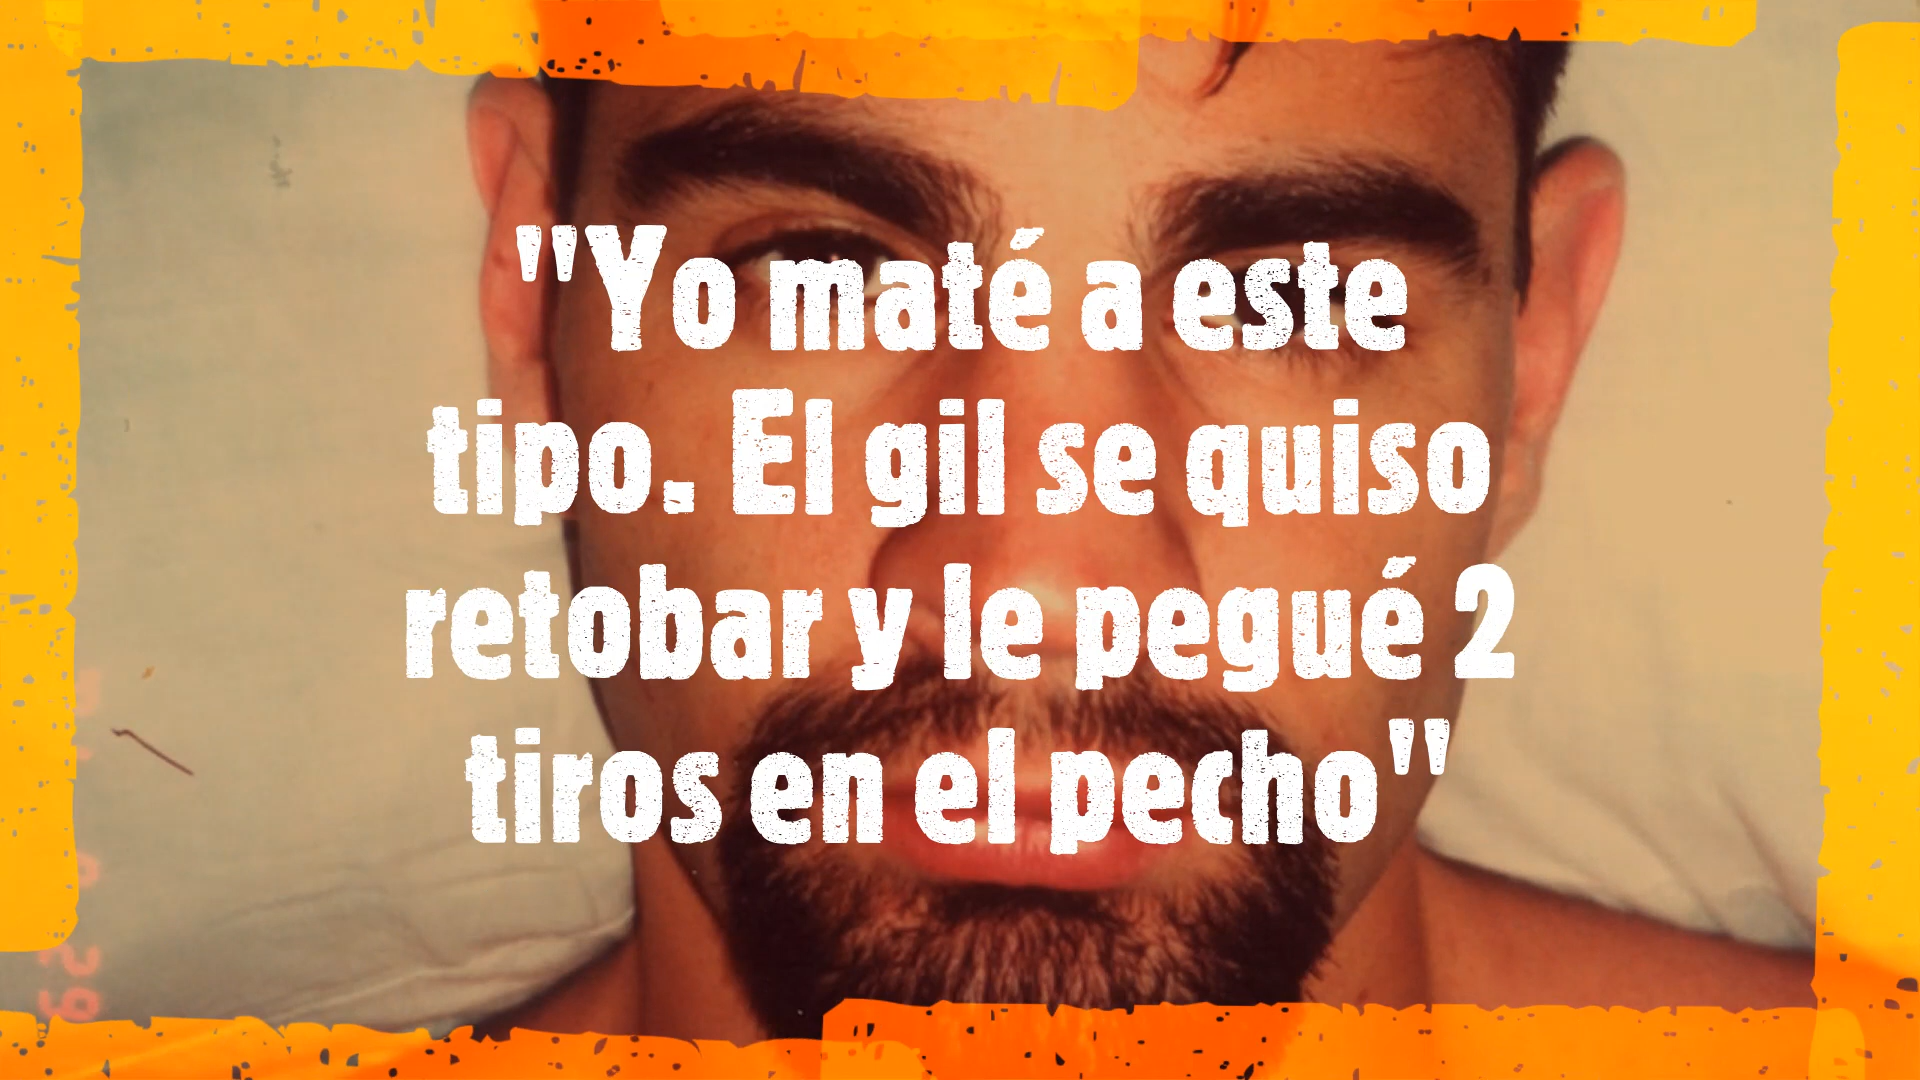 "Yo maté a este
tipo. El gil se quiso
retobar y le pegué 2
tiros en el pecho"